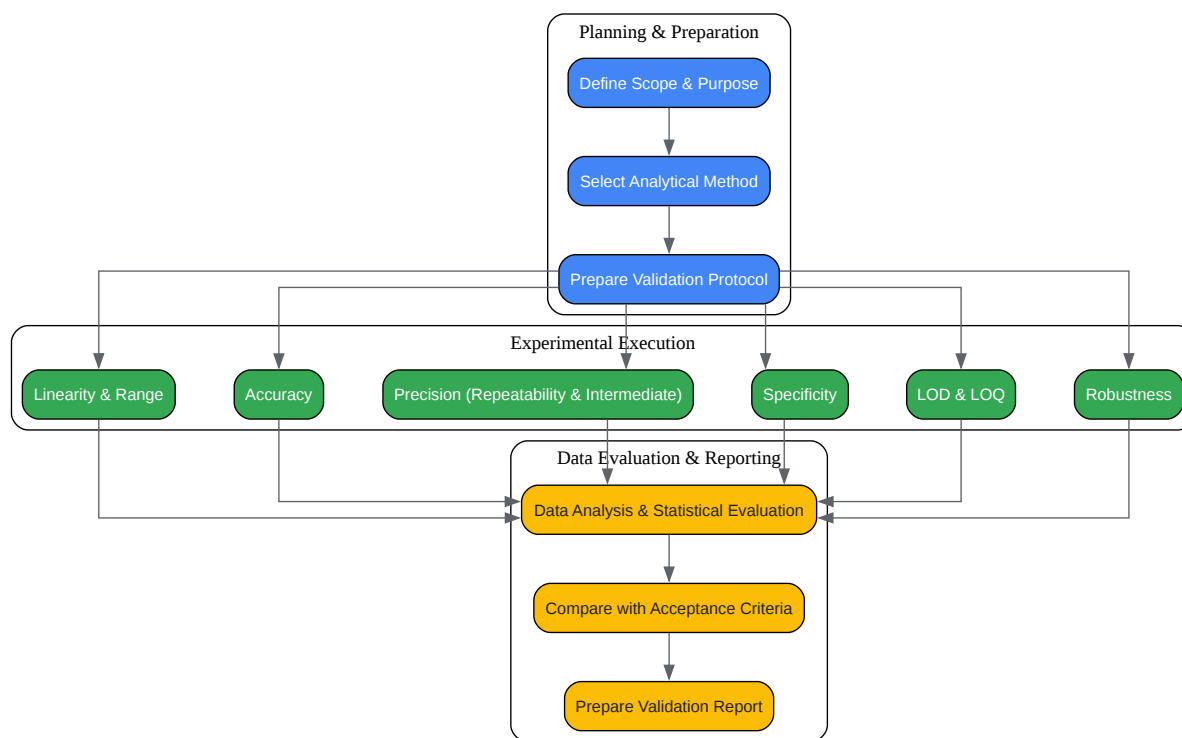 Planning & Preparation
Define Scope & Purpose
Select Analytical Method
Prepare Validation Protocol
Experimental Execution
Linearity & Range
Accuracy
Precision (Repeatability & Intermediate)
Specificity
LOD & LOQ
Robustness
Data Evaluation & Reporting
Data Analysis & Statistical Evaluation
Compare with Acceptance Criteria
Prepare Validation Report